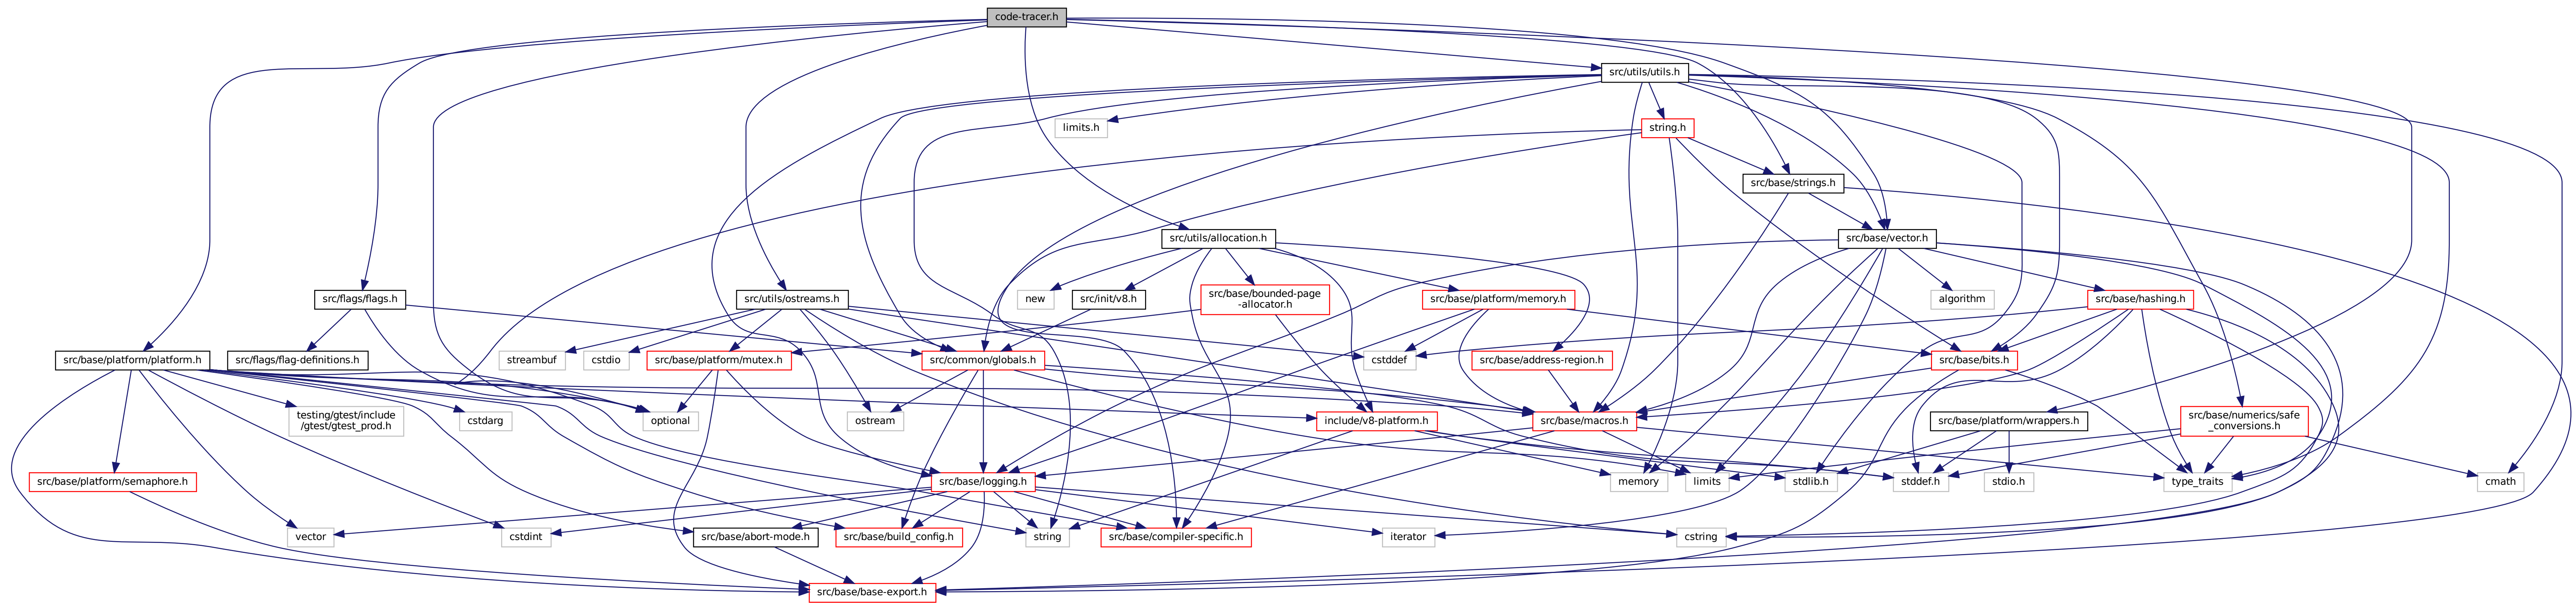 code-tracer.h
src/utils/utils.h
limits.h
string.h
src/base/strings.h
src/utils/allocation.h
src/base/vector.h
src/flags/flags.h
src/utils/ostreams.h
new
src/init/v8.h
src/base/bounded-page
-allocator.h
src/base/platform/memory.h
algorithm
src/base/hashing.h
src/base/platform/platform.h
src/flags/flag-definitions.h
streambuf
cstdio
src/base/platform/mutex.h
src/common/globals.h
cstddef
src/base/address-region.h
src/base/bits.h
testing/gtest/include
/gtest/gtest_prod.h
cstdarg
optional
ostream
include/v8-platform.h
src/base/macros.h
src/base/platform/wrappers.h
src/base/numerics/safe
_conversions.h
src/base/platform/semaphore.h
src/base/logging.h
memory
limits
stdlib.h
stddef.h
stdio.h
type_traits
cmath
vector
cstdint
src/base/abort-mode.h
src/base/build_config.h
string
src/base/compiler-specific.h
iterator
cstring
src/base/base-export.h